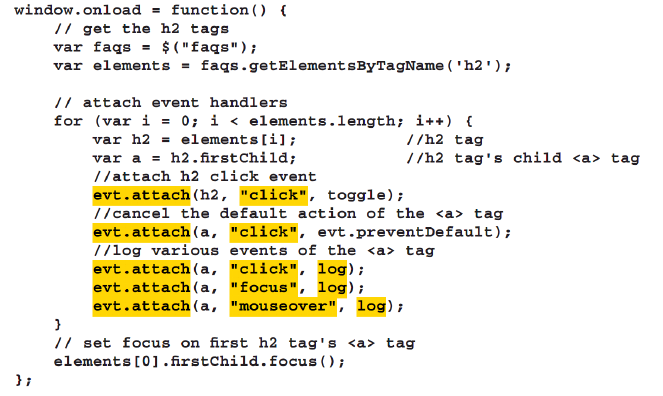 window.onload = function() {
    // get the h2 tags
    var faqs = $("faqs");
    var elements = faqs.getElementsByTagName('h2');

    // attach event handlers
    for (var i = 0; i < elements.length; i++) {
        var h2 = elements[i];           //h2 tag
        var a = h2.firstChild;          //h2 tag's child <a> tag
        //attach h2 click event
        evt.attach(h2, "click", toggle);
        //cancel the default action of the <a> tag
        evt.attach(a, "click", evt.preventDefault);
        //log various events of the <a> tag
        evt.attach(a, "click", log);
        evt.attach(a, "focus", log);
        evt.attach(a, "mouseover", log);
    }
    // set focus on first h2 tag's <a> tag
    elements[0].firstChild.focus();
};